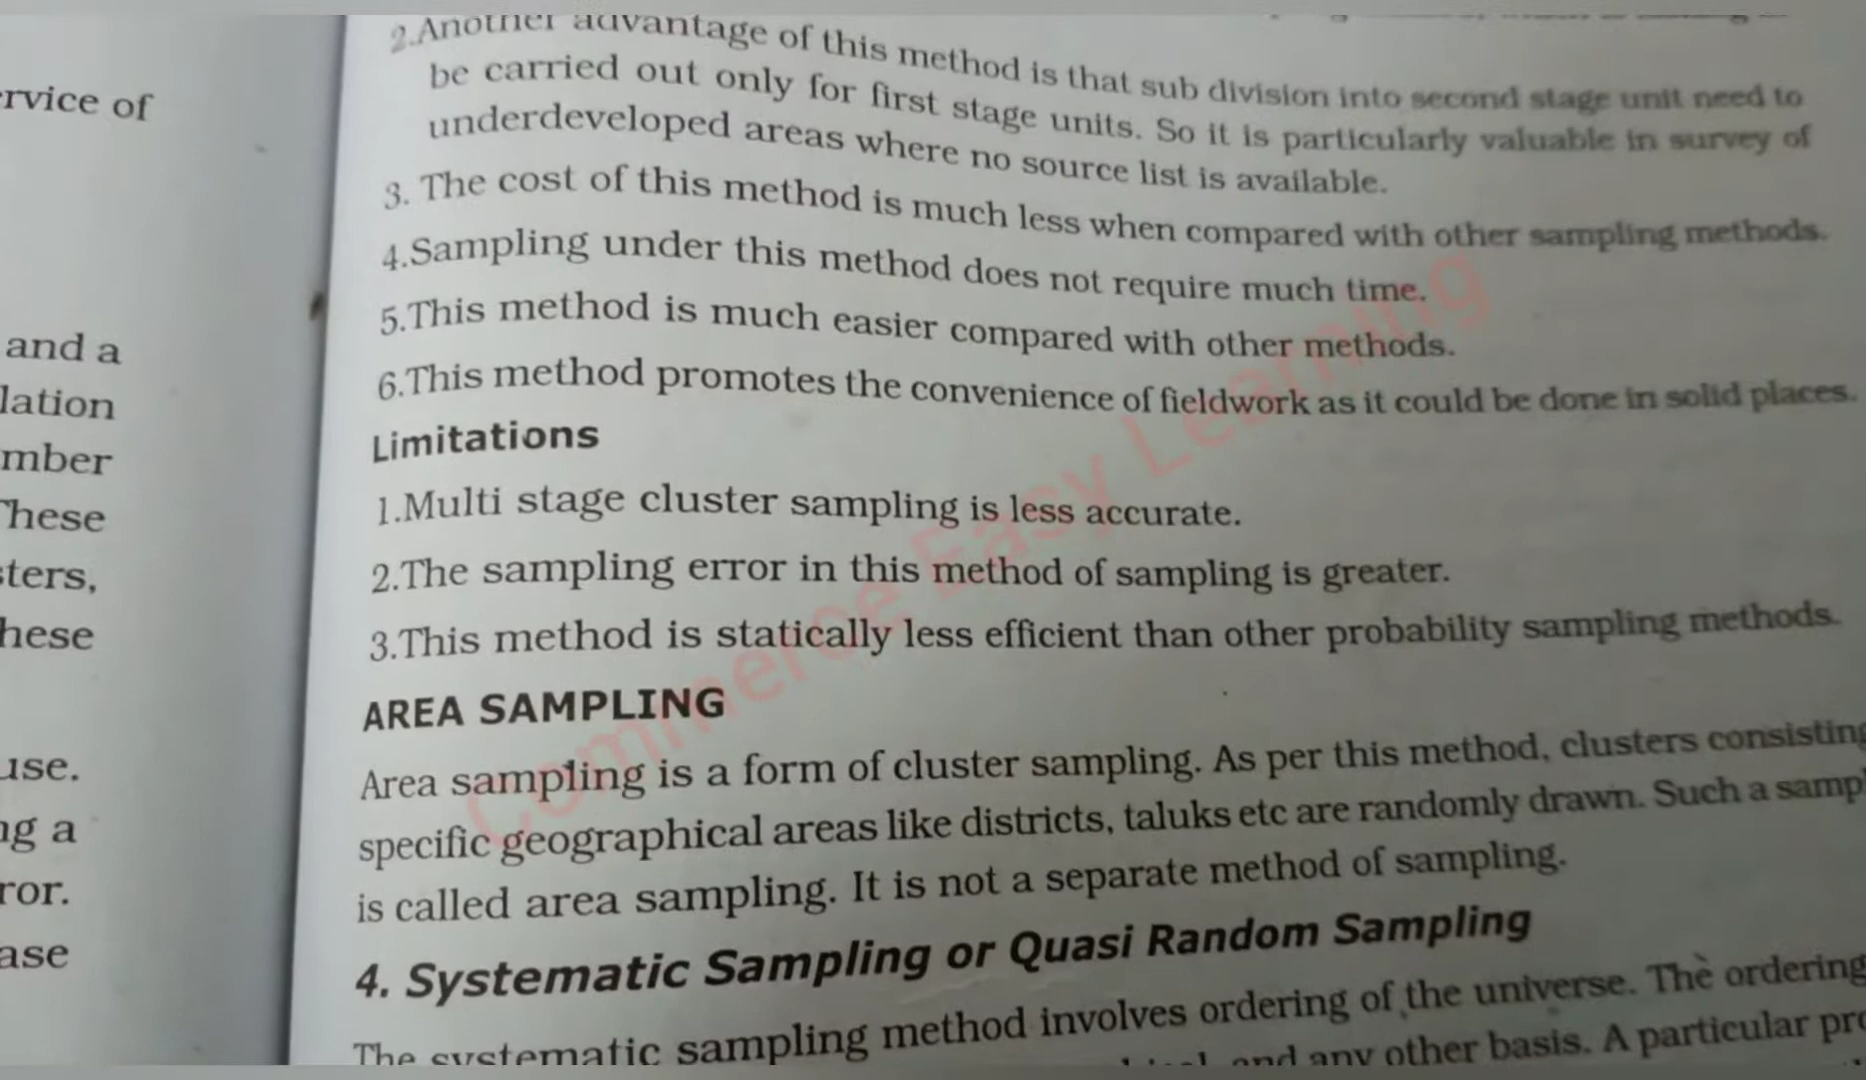 rvice of
and a
lation
mber
These
ters,
hese
use.
ng a
ror.
ase
2.Another advantage of this method is that sub division into second stage unit need to
be carried out only for first stage units. So it is particularly valuable in survey of
underdeveloped areas where no source list is available.
3. The cost of this method is much less when compared with other sampling methods.
4.Sampling under this method does not require much time.
5.This method is much easier compared with other methods.
6.This method promotes the convenience of fieldwork as it could be done in solid places.
Limitations
1.Multi stage cluster sampling is less accurate.
2.The sampling error in this method of sampling is greater.
3.This method is statically less efficient than other probability sampling methods.
AREA SAMPLING
Area sampling is a form of cluster sampling. As per this method, clusters consisting
specific geographical areas like districts, taluks etc are randomly drawn. Such a samp
is called area sampling. It is not a separate method of sampling.
4. Systematic Sampling or Quasi Random Sampling
The systematic sampling method involves ordering of the universe. The ordering
and any other basis. A particular pro
Commerce Easy Learning